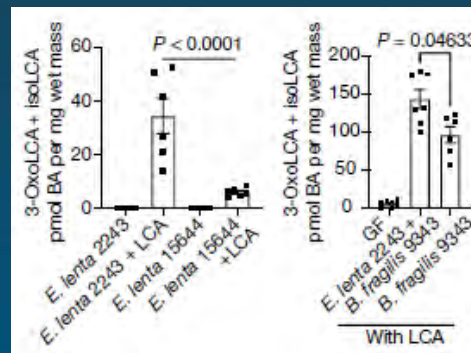 3-OxoLCA + isoLCA
pmol BA per mg wet mass
60
40
20
0
P < 0.0001
E. lenta 2243
E. lenta 2243 + LCA
E. lenta 15644
E. lenta 15644
+LCA
3-OxoLCA + isoLCA
pmol BA per mg wet mass
200
150
100
50
0
P = 0.04633
GF
E. lenta 2243 +
B. fragilis 9343
B. fragilis 9343
With LCA